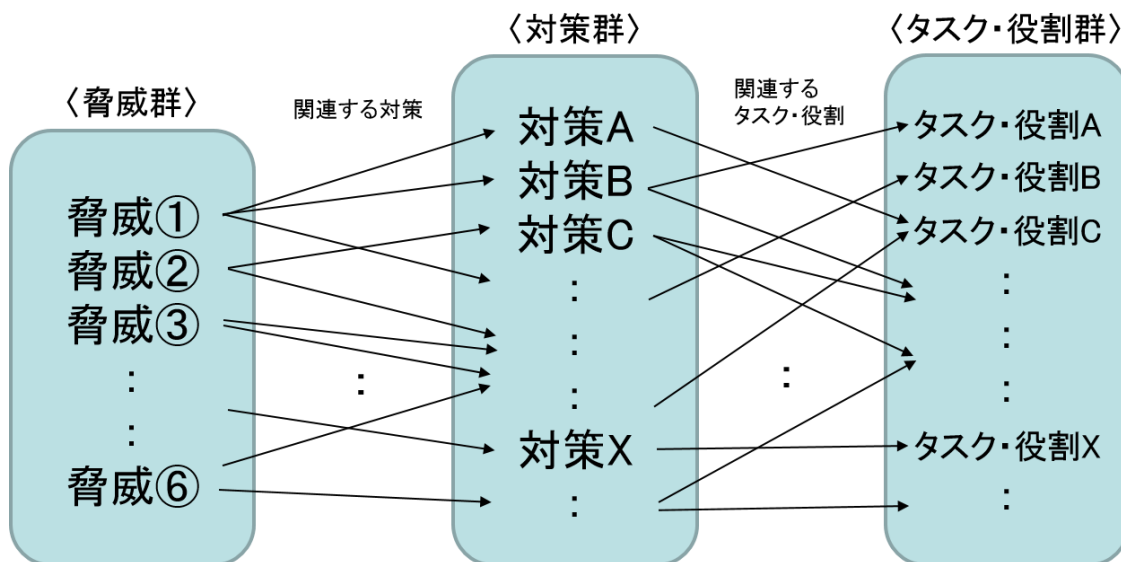 〈脅威群〉
脅威①
脅威②
脅威③
:
:
脅威⑥
関連する対策
:
〈対策群〉
対策A
対策B
対策C
:
:
:
対策X
:
関連する
タスク・役割
:
〈タスク・役割群〉
タスク・役割A
タスク・役割B
タスク・役割C
:
:
:
タスク・役割X
: